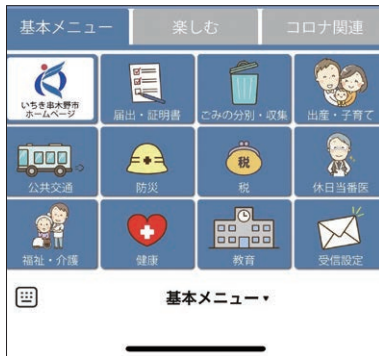 基本メニュー
楽しむ
コロナ関連
いちき串木野市
ホームページ
届出・証明書
ごみの分別・収集
出産・子育て
公共交通
防災
税
税
休日当番医
福祉・介護
健康
教育
受信設定
基本メニュー▼